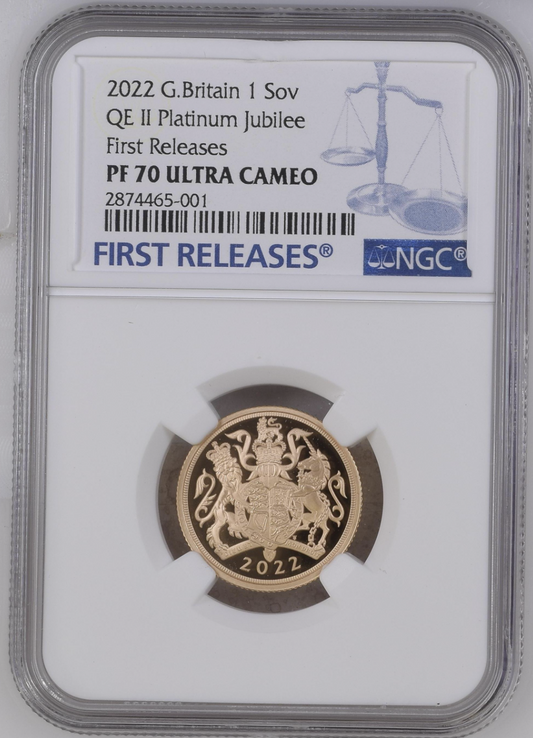 2022 G.Britain 1 Sov
QE II Platinum Jubilee
First Releases
PF 70 ULTRA CAMEO
2874465-001
FIRST RELEASES®
NGC®
2022